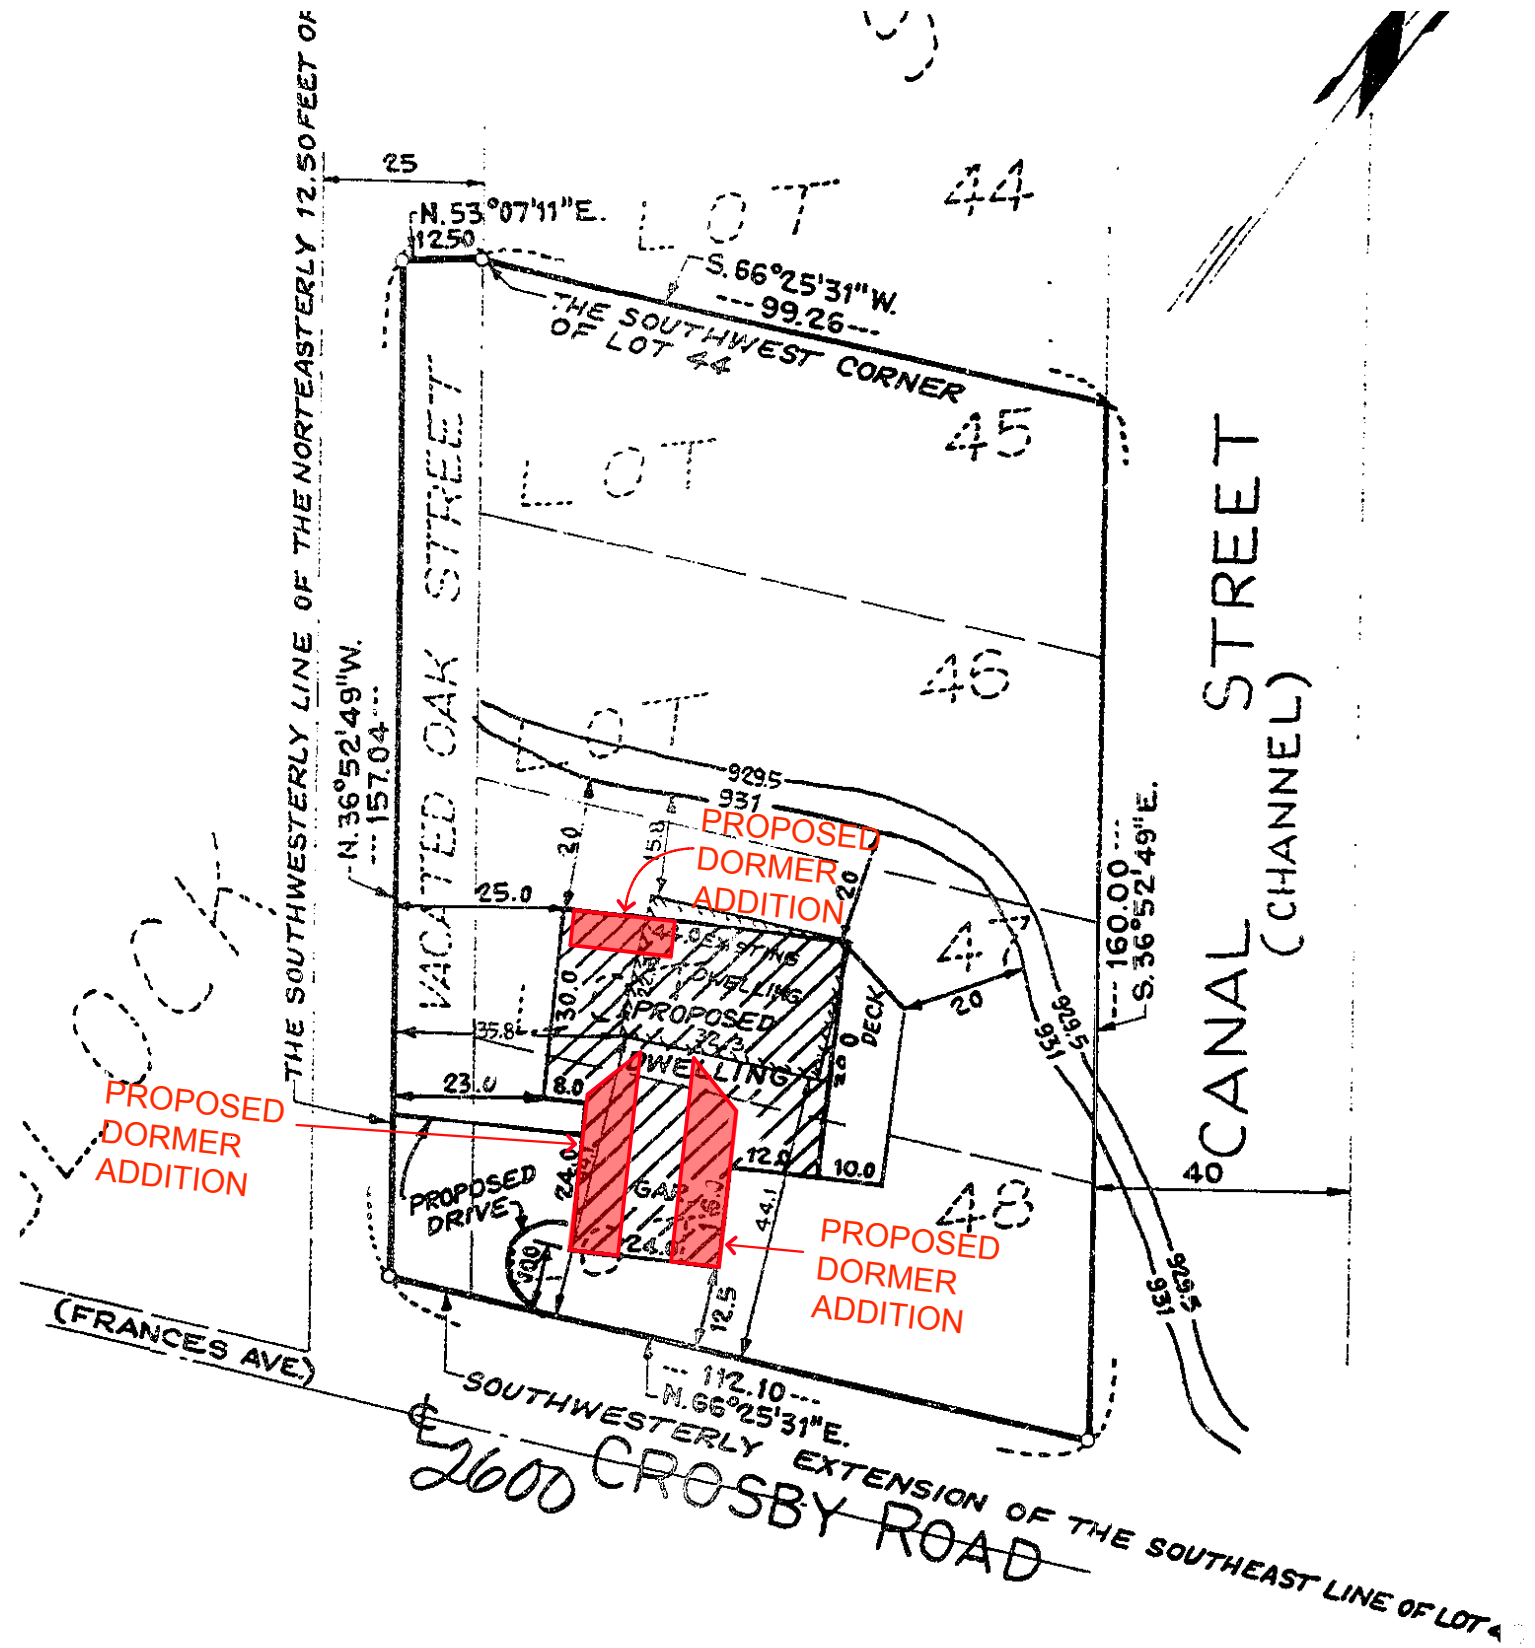 25
N. 53°07'11"E.
12.50
LOT 44
S. 66°25'31"W.
---99.26---
THE SOUTHWEST CORNER
OF LOT 44
THE SOUTHWESTERLY LINE OF THE NORTEASTERLY 12.50 FEET OF
VACATED OAK STREET
LOT 45
LOT 46
N. 36°52'49"W.
---157.04---
CANAL STREET
(CHANNEL)
---160.00---
S. 36°52'49"E.
929.5
931
PROPOSED
DORMER
ADDITION
20
15.8
20
25.0
47
EXISTING
DWELLING
30.0
PROPOSED
DWELLING
35.8
DECK
20
929.5
931
23.0
8.0
BLOCK
PROPOSED
DORMER
ADDITION
24.0
12.0
10.0
44.1
48
40
PROPOSED
DRIVE
PROPOSED
DORMER
ADDITION
12.5
929.5
931
(FRANCES AVE.)
---112.10---
N. 66°25'31"E.
SOUTHWESTERLY EXTENSION OF THE SOUTHEAST LINE OF LOT
℄
2600 CROSBY ROAD